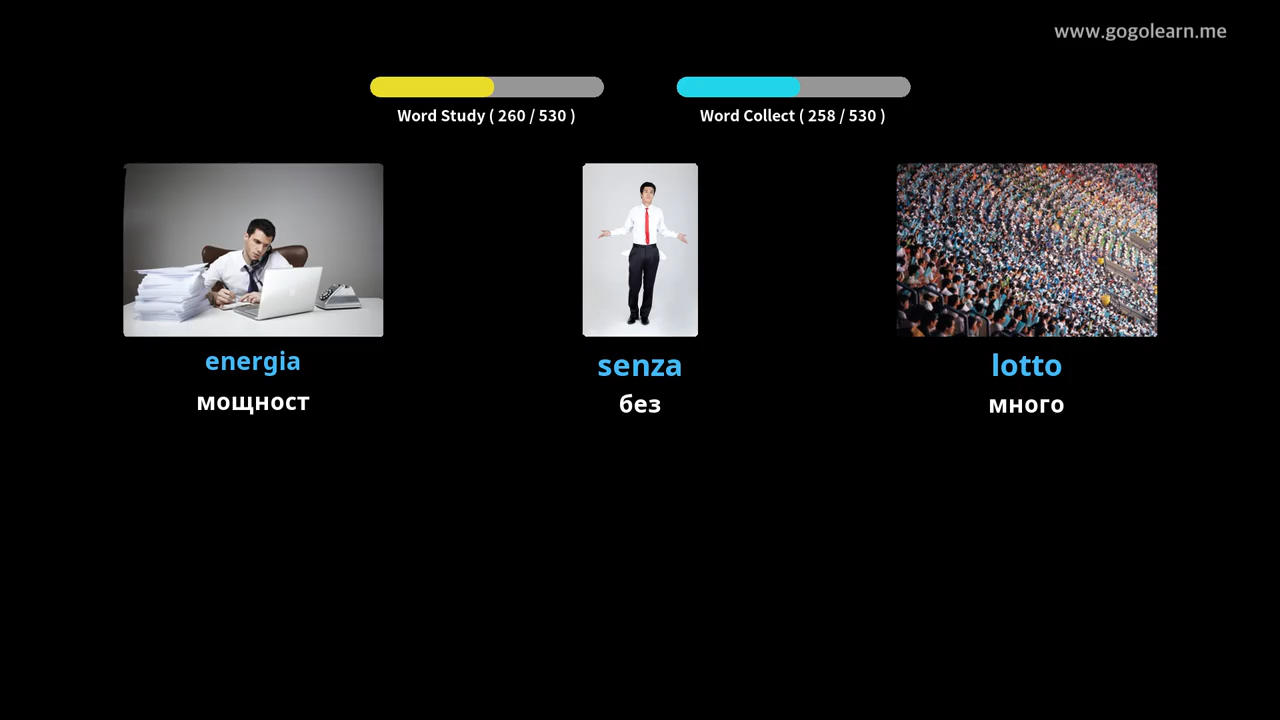 www.gogolearn.me
Word Study ( 260 / 530 )
Word Collect ( 258 / 530 )
energia
senza
lotto
мощност
без
много